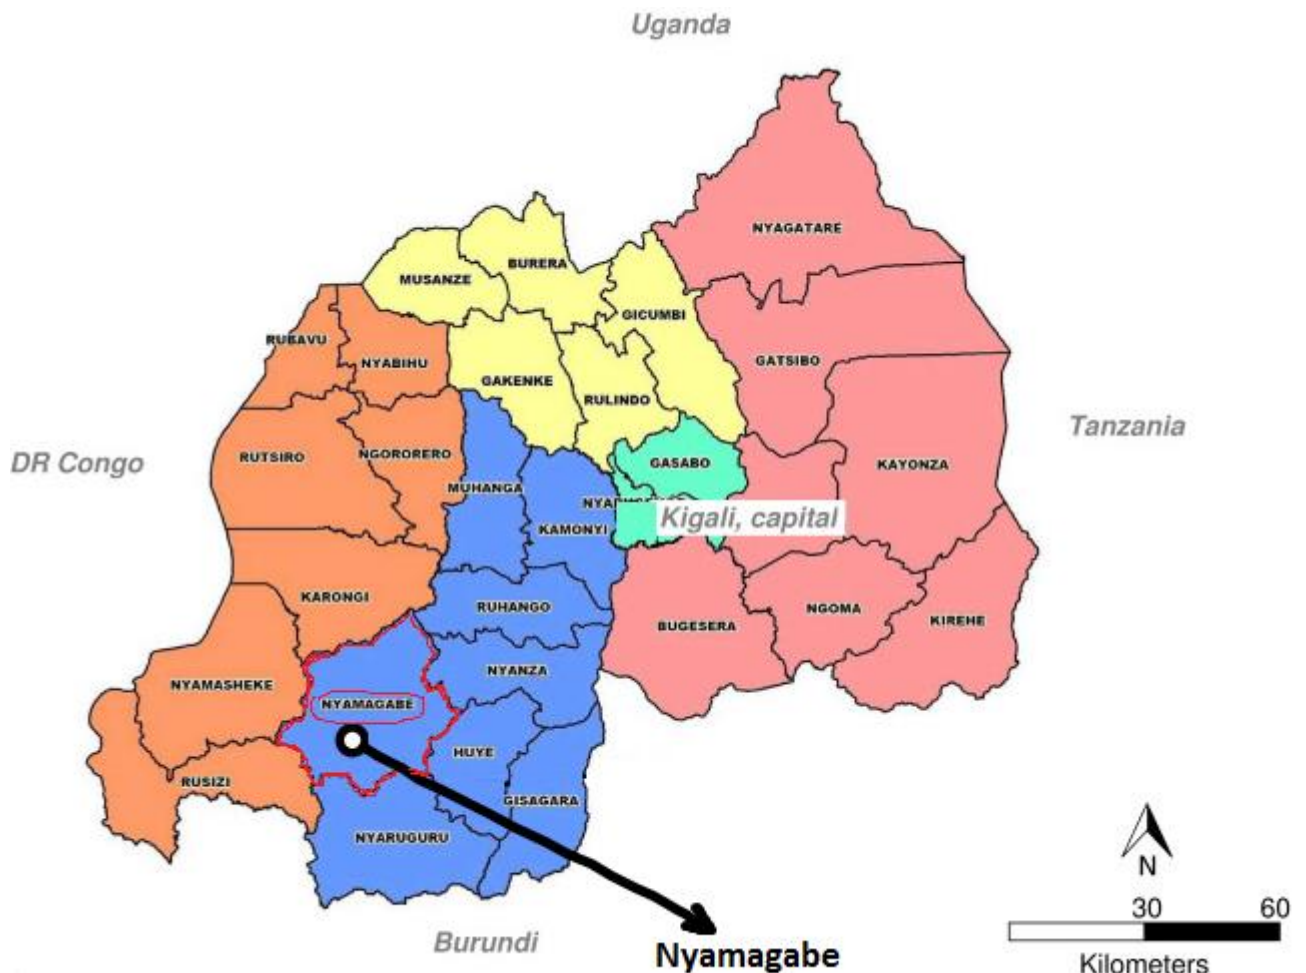 Uganda
NYAGATARE
BURERA
MUSANZE
GICUMBI
RUBAVU
NYABIHU
GATSIBO
GAKENKE
RULINDO
Tanzania
DR Congo
RUTSIRO
NGORORERO
GASABO
KAYONZA
MUHANGA
Kigali, capital
KAMONYI
KARONGI
RUHANGO
NGOMA
BUGESERA
KIREHE
NYANZA
NYAMASHEKE
NYAMAGABE
HUYE
RUSIZI
GISAGARA
NYARUGURU
N
30 60
Kilometers
Burundi
Nyamagabe